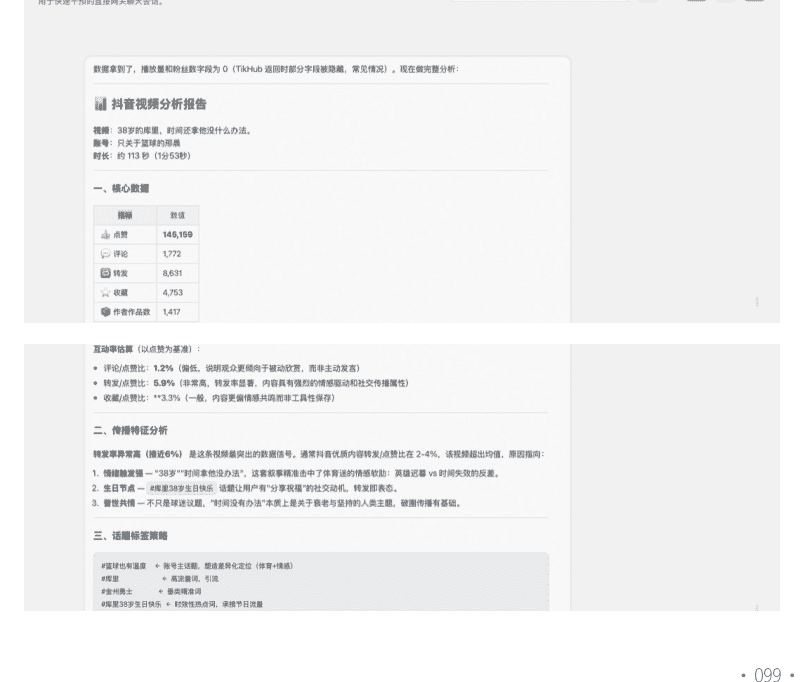 用于快速干预的直接网关聊天会话。
数据拿到了，播放量和粉丝数字段为 0（TikHub 返回时部分字段被隐藏，常见情况）。现在做完整分析：
抖音视频分析报告
视频：38岁的库里，时间还拿他没什么办法。
账号：只关于篮球的那晨
时长：约 113 秒（1分53秒）
一、核心数据
指标 数值
点赞 145,159
评论 1,772
转发 8,631
收藏 4,753
作者作品数 1,417
互动率估算（以点赞为基准）：
• 评论/点赞比：1.2%（偏低，说明观众更倾向于被动欣赏，而非主动发言）
• 转发/点赞比：5.9%（非常高，转发率显著，内容具有强烈的情感驱动和社交传播属性）
• 收藏/点赞比：**3.3%（一般，内容更偏情感共鸣而非工具性保存）
二、传播特征分析
转发率异常高（接近6%）是这条视频最突出的数据信号。通常抖音优质内容转发/点赞比在 2-4%，该视频超出均值，原因指向：
1. 情绪触发强 — "38岁""时间拿他没办法"，这套叙事精准击中了体育迷的情感软肋：英雄迟暮 vs 时间失效的反差。
2. 生日节点 — #库里38岁生日快乐 话题让用户有"分享祝福"的社交动机，转发即表态。
3. 普世共情 — 不只是球迷议题，"时间没有办法"本质上是关于衰老与坚持的人类主题，破圈传播有基础。
三、话题标签策略
#篮球也有温度 ← 账号主话题，塑造差异化定位（体育+情感）
#库里 ← 高流量词，引流
#金州勇士 ← 垂类精准词
#库里38岁生日快乐 ← 时效性热点词，承接节日流量
• 099 •